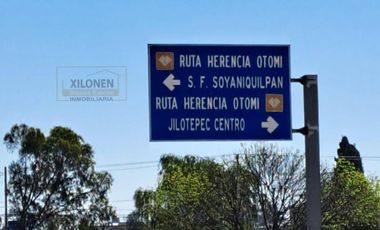 XILONEN
INMOBILIARIA
RUTA HERENCIA OTOMI
S. F. SOYANIQUILPAN
RUTA HERENCIA OTOMI
JILOTEPEC CENTRO